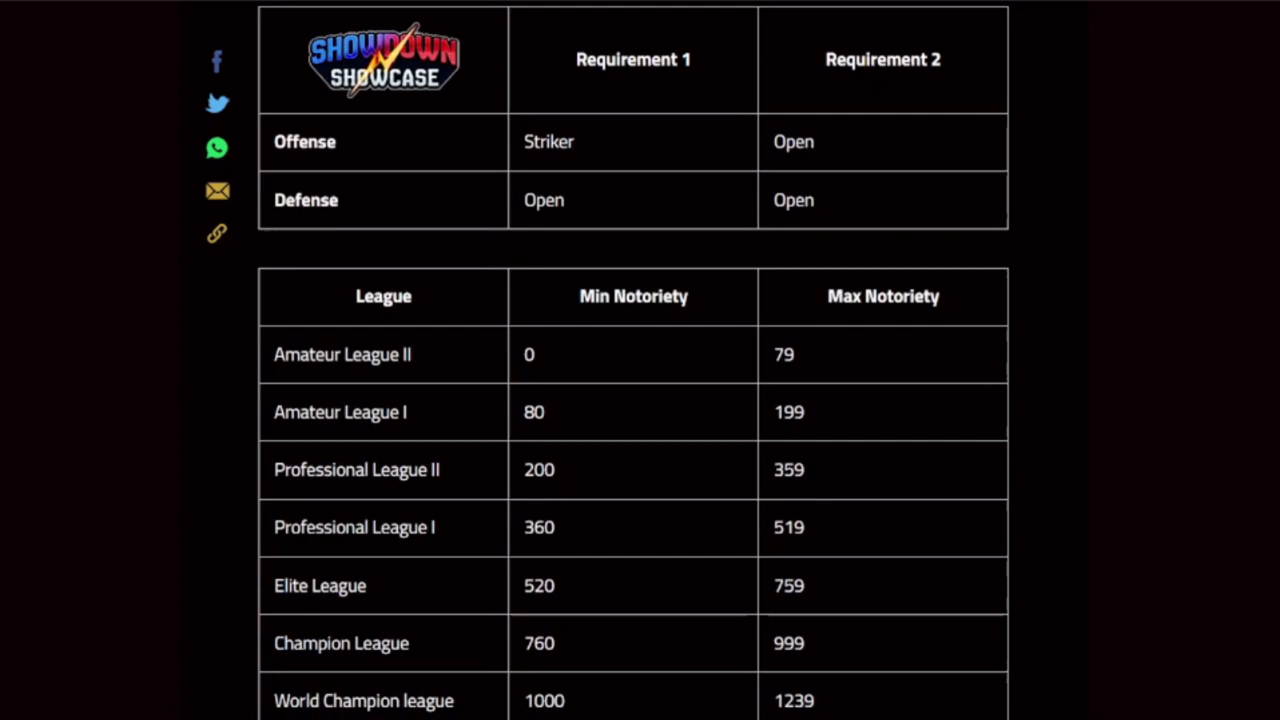 SHOWDOWN
SHOWCASE
Requirement 1
Requirement 2
Offense
Striker
Open
Defense
Open
Open
League
Min Notoriety
Max Notoriety
Amateur League II
0
79
Amateur League I
80
199
Professional League II
200
359
Professional League I
360
519
Elite League
520
759
Champion League
760
999
World Champion league
1000
1239